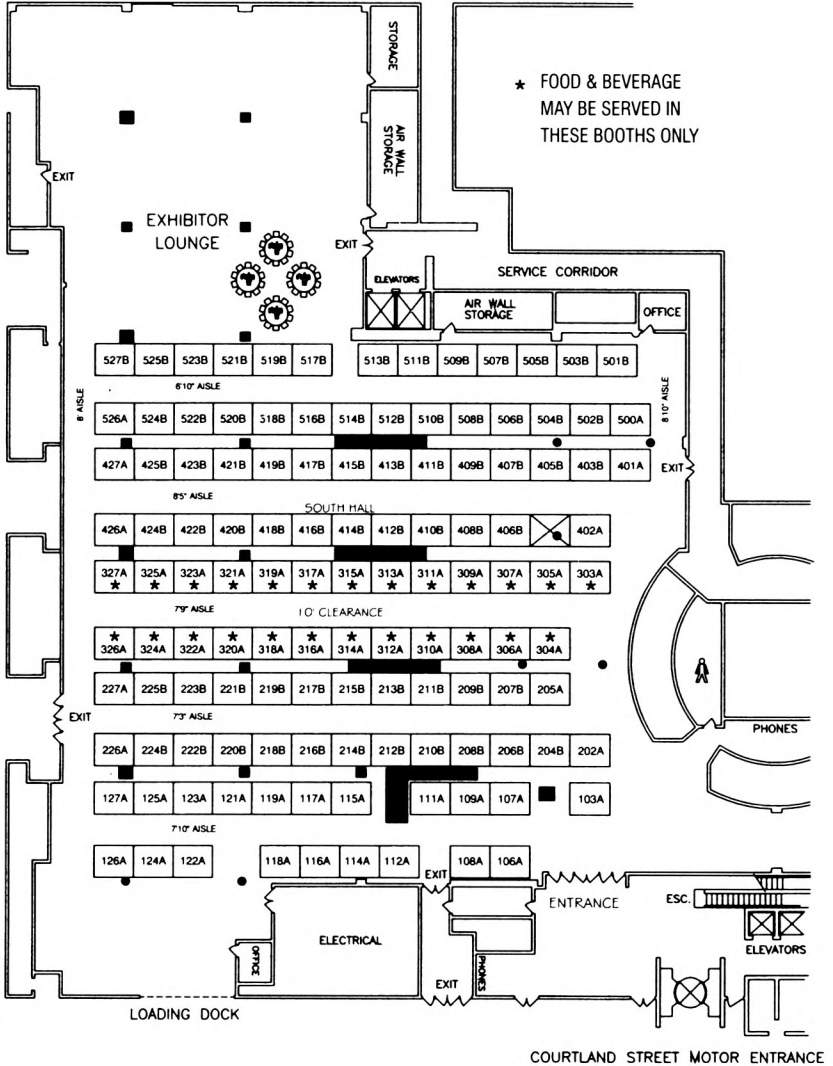 STORAGE
AIR WALL
STORAGE
★ FOOD & BEVERAGE
MAY BE SERVED IN
THESE BOOTHS ONLY
EXIT
EXHIBITOR
LOUNGE
EXIT
ELEVATORS
SERVICE CORRIDOR
AIR WALL
STORAGE
OFFICE
527B 525B 523B 521B 519B 517B 513B 511B 509B 507B 505B 503B 501B
8' AISLE
6'10" AISLE
8'10" AISLE
526A 524B 522B 520B 518B 516B 514B 512B 510B 508B 506B 504B 502B 500A
427A 425B 423B 421B 419B 417B 415B 413B 411B 409B 407B 405B 403B 401A
EXIT
8'5" AISLE
SOUTH HALL
426A 424B 422B 420B 418B 416B 414B 412B 410B 408B 406B 402A
327A 325A 323A 321A 319A 317A 315A 313A 311A 309A 307A 305A 303A
★ ★ ★ ★ ★ ★ ★ ★ ★ ★ ★ ★ ★
7'9" AISLE
10' CLEARANCE
★ ★ ★ ★ ★ ★ ★ ★ ★ ★ ★ ★
326A 324A 322A 320A 318A 316A 314A 312A 310A 308A 306A 304A
227A 225B 223B 221B 219B 217B 215B 213B 211B 209B 207B 205A
EXIT
7'3" AISLE
PHONES
226A 224B 222B 220B 218B 216B 214B 212B 210B 208B 206B 204B 202A
127A 125A 123A 121A 119A 117A 115A 111A 109A 107A 103A
7'10" AISLE
126A 124A 122A 118A 116A 114A 112A 108A 106A
EXIT
ENTRANCE
ESC.
ELECTRICAL
OFFICE
EXIT
PHONES
ELEVATORS
LOADING DOCK
COURTLAND STREET MOTOR ENTRANCE